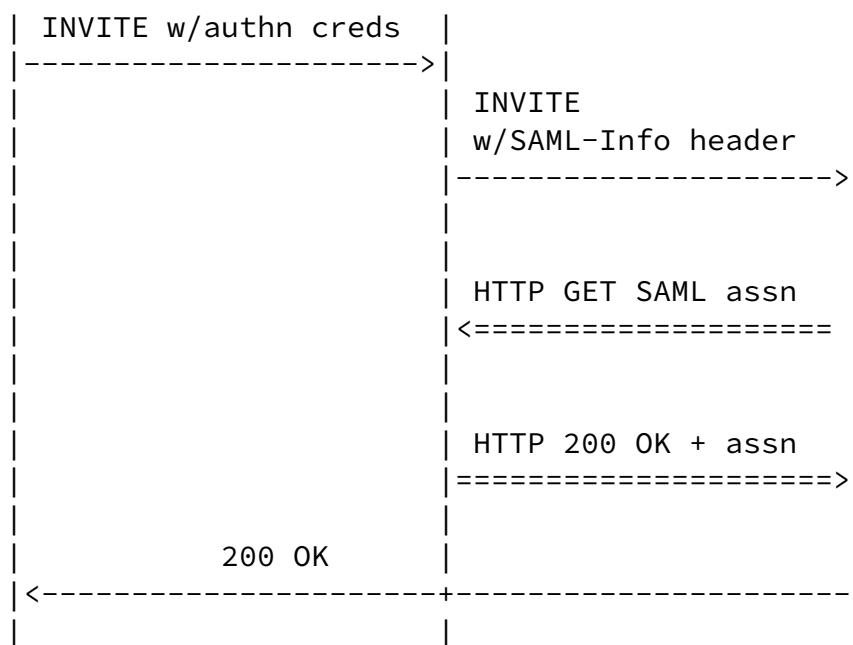 | INVITE w/authn creds |
|---------------------->|
| | INVITE
| | w/SAML-Info header
| |--------------------->
| |
| |
| | HTTP GET SAML assn
| |<====================
| |
| |
| | HTTP 200 OK + assn
| |=====================>
| |
| 200 OK |
|<----------------------+----------------------
| |